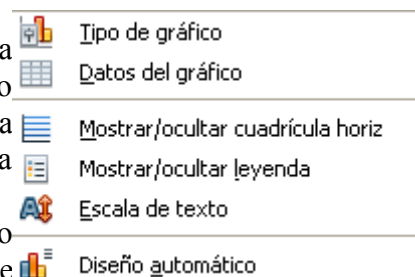 a
Tipo de gráfico
o
Datos del gráfico
a
Mostrar/ocultar cuadrícula horiz
a
Mostrar/ocultar leyenda
Escala de texto
o
e
Diseño automático